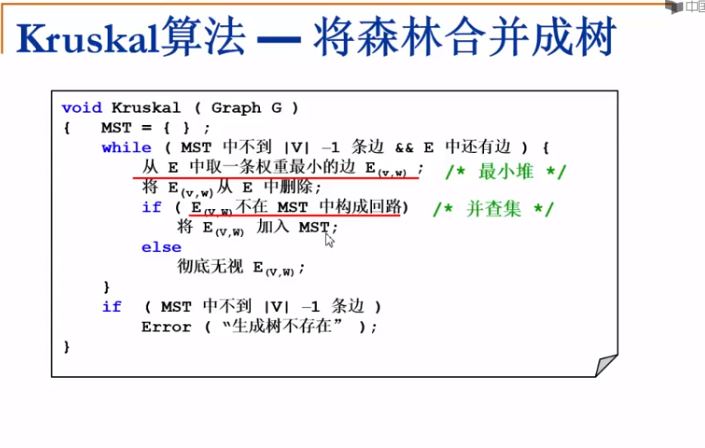 中国
Kruskal算法 — 将森林合并成树
void Kruskal ( Graph G )
{ MST = { } ;
while ( MST 中不到 |V| –1 条边 && E 中还有边 ) {
从 E 中取一条权重最小的边 E(v,w) ; /* 最小堆 */
将 E(v,w)从 E 中删除;
if ( E(V,W)不在 MST 中构成回路) /* 并查集 */
将 E(V,W) 加入 MST;
else
彻底无视 E(V,W);
}
if ( MST 中不到 |V| –1 条边 )
Error ( “生成树不存在” );
}